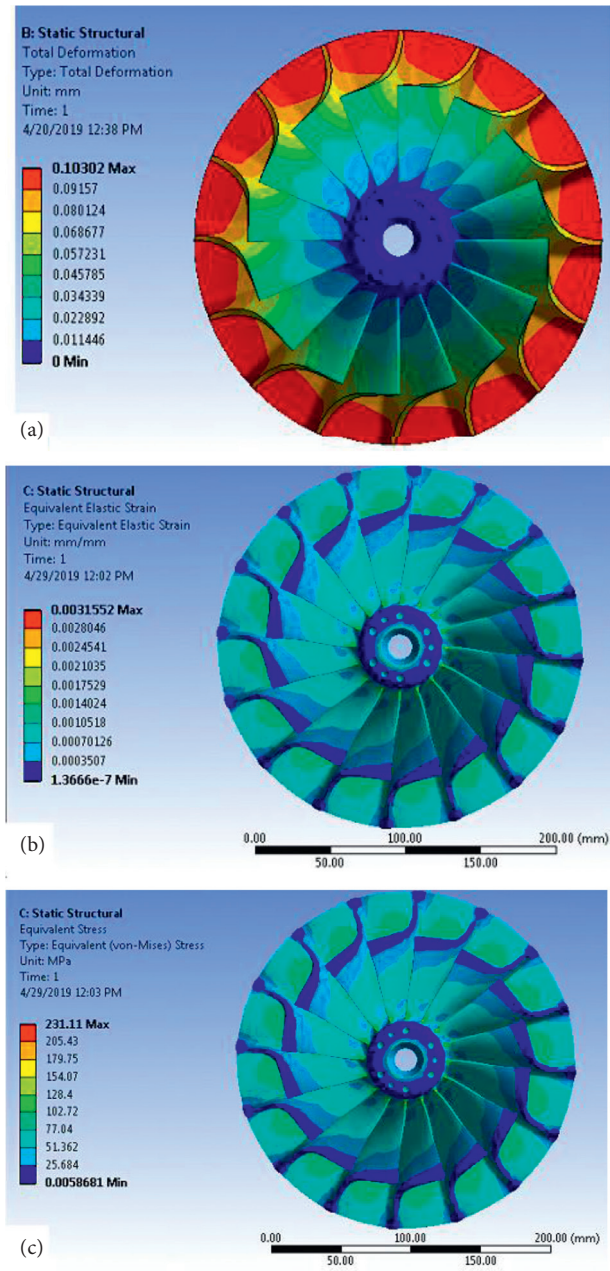 B: Static Structural
Total Deformation
Type: Total Deformation
Unit: mm
Time: 1
4/20/2019 12:38 PM
0.10302 Max
0.09157
0.080124
0.068677
0.057231
0.045785
0.034339
0.022892
0.011446
0 Min
(a)
C: Static Structural
Equivalent Elastic Strain
Type: Equivalent Elastic Strain
Unit: mm/mm
Time: 1
4/29/2019 12:02 PM
0.0031552 Max
0.0028046
0.0024541
0.0021035
0.0017529
0.0014024
0.0010518
0.00070126
0.0003507
1.3666e-7 Min
0.00 100.00 200.00 (mm)
50.00 150.00
(b)
C: Static Structural
Equivalent Stress
Type: Equivalent (von-Mises) Stress
Unit: MPa
Time: 1
4/29/2019 12:03 PM
231.11 Max
205.43
179.75
154.07
128.4
102.72
77.04
51.362
25.684
0.0058681 Min
0.00 100.00 200.00 (mm)
50.00 150.00
(c)